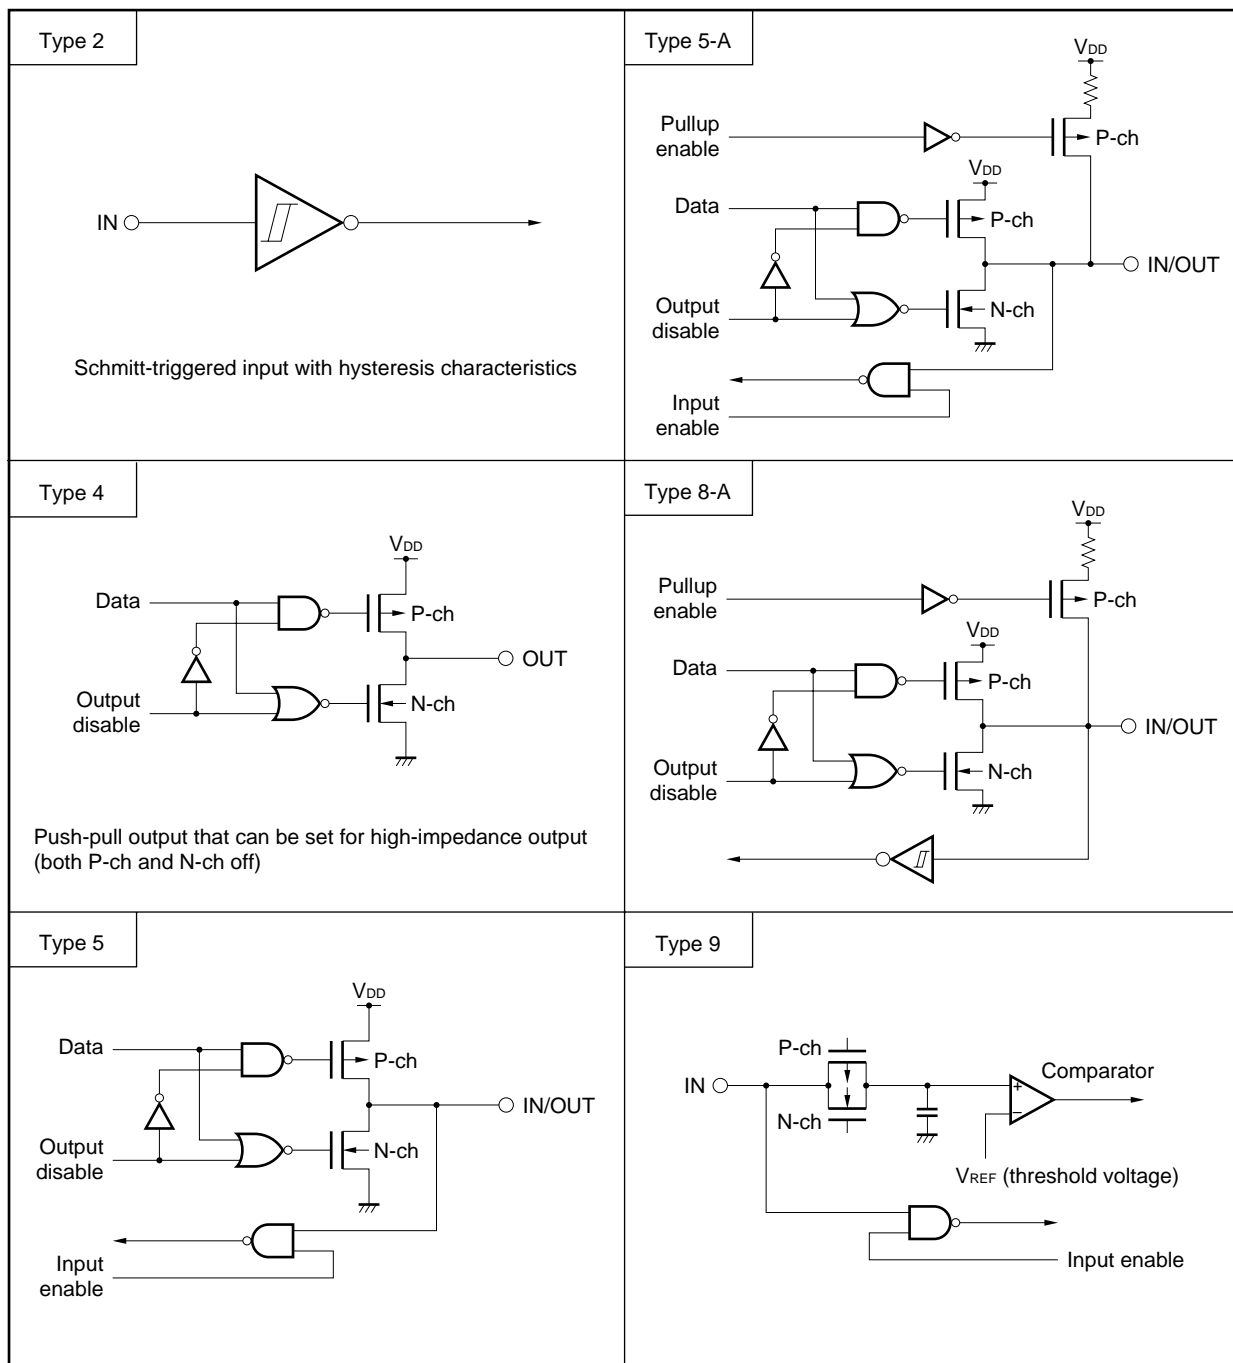 Type 2
IN
Schmitt-triggered input with hysteresis characteristics
Type 5-A
VDD
Pullup
enable
P-ch
VDD
Data
P-ch
IN/OUT
Output
disable
N-ch
Input
enable
Type 4
VDD
Data
P-ch
OUT
Output
disable
N-ch
Push-pull output that can be set for high-impedance output
(both P-ch and N-ch off)
Type 8-A
VDD
Pullup
enable
P-ch
VDD
Data
P-ch
IN/OUT
Output
disable
N-ch
Type 5
VDD
Data
P-ch
IN/OUT
Output
disable
N-ch
Input
enable
Type 9
P-ch
IN
Comparator
+
−
N-ch
VREF (threshold voltage)
Input enable